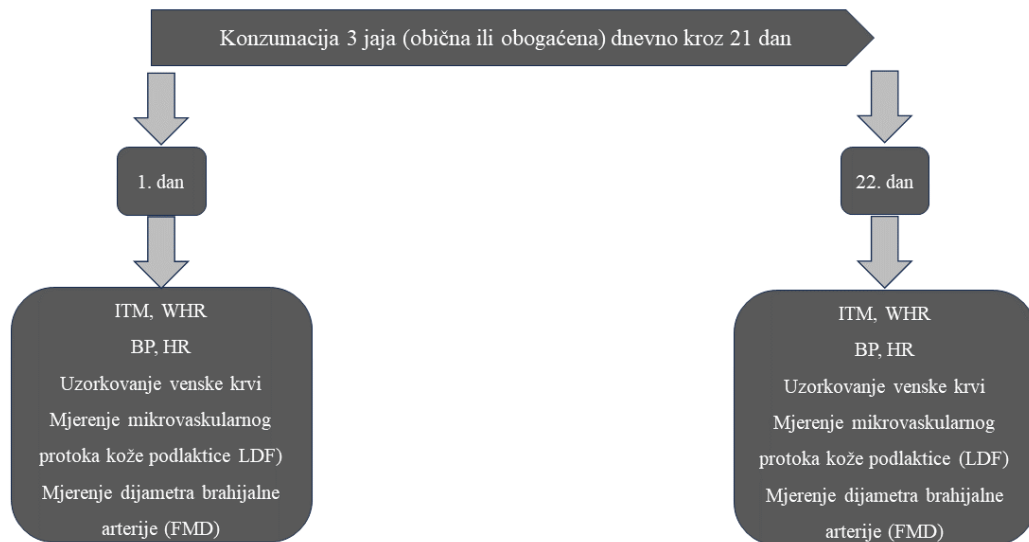 Konzumacija 3 jaja (obična ili obogaćena) dnevno kroz 21 dan
1. dan
22. dan
ITM, WHR
BP, HR
Uzorkovanje venske krvi
Mjerenje mikrovaskularnog
protoka kože podlaktice LDF)
Mjerenje dijametra brahijalne
arterije (FMD)
ITM, WHR
BP, HR
Uzorkovanje venske krvi
Mjerenje mikrovaskularnog
protoka kože podlaktice (LDF)
Mjerenje dijametra brahijalne
arterije (FMD)